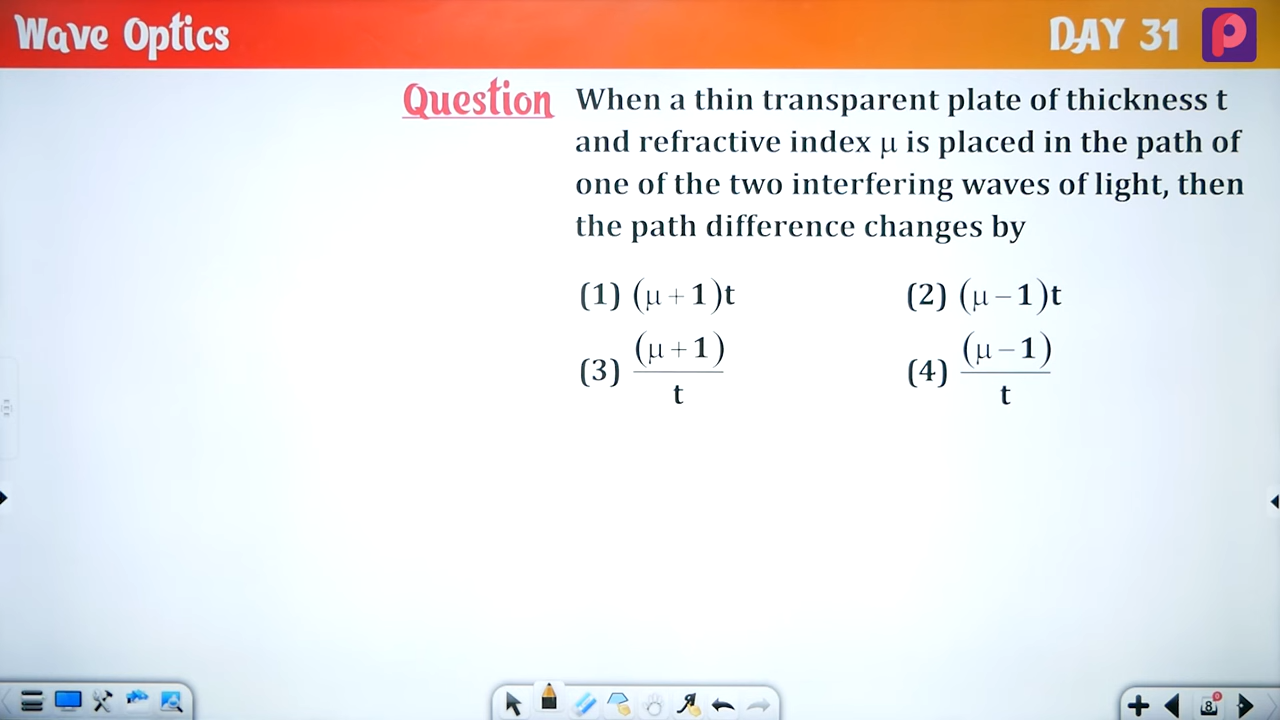 Wave Optics
DAY 31
Question When a thin transparent plate of thickness t
and refractive index μ is placed in the path of
one of the two interfering waves of light, then
the path difference changes by
(1) (μ + 1)t (2) (μ – 1)t
(3) (μ + 1)/t (4) (μ – 1)/t
8